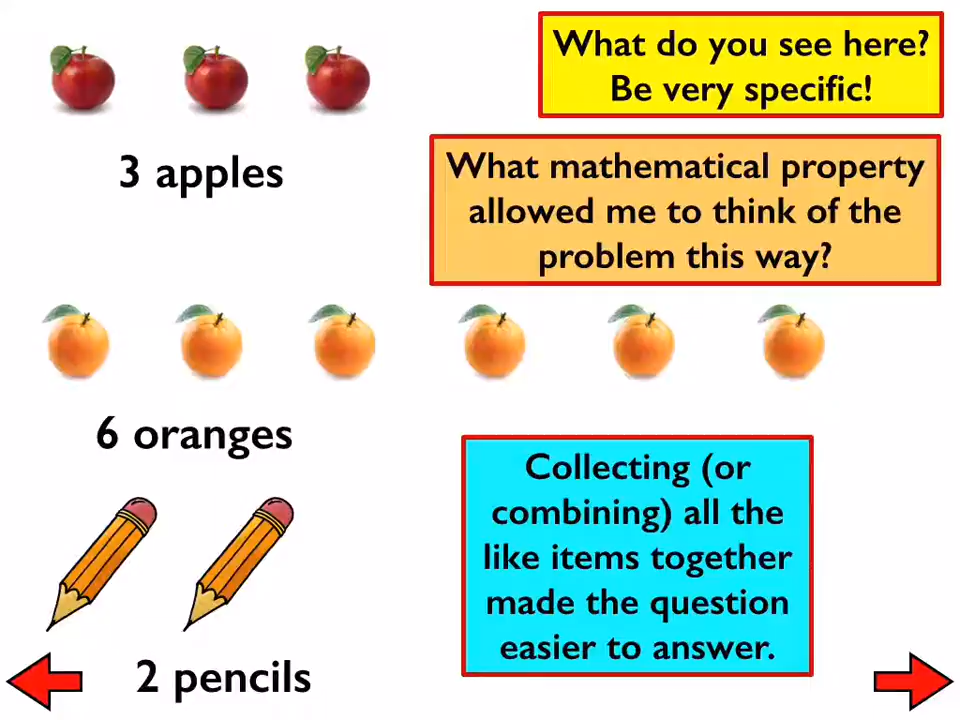 What do you see here?
Be very specific!
3 apples
What mathematical property
allowed me to think of the
problem this way?
6 oranges
Collecting (or
combining) all the
like items together
made the question
easier to answer.
2 pencils